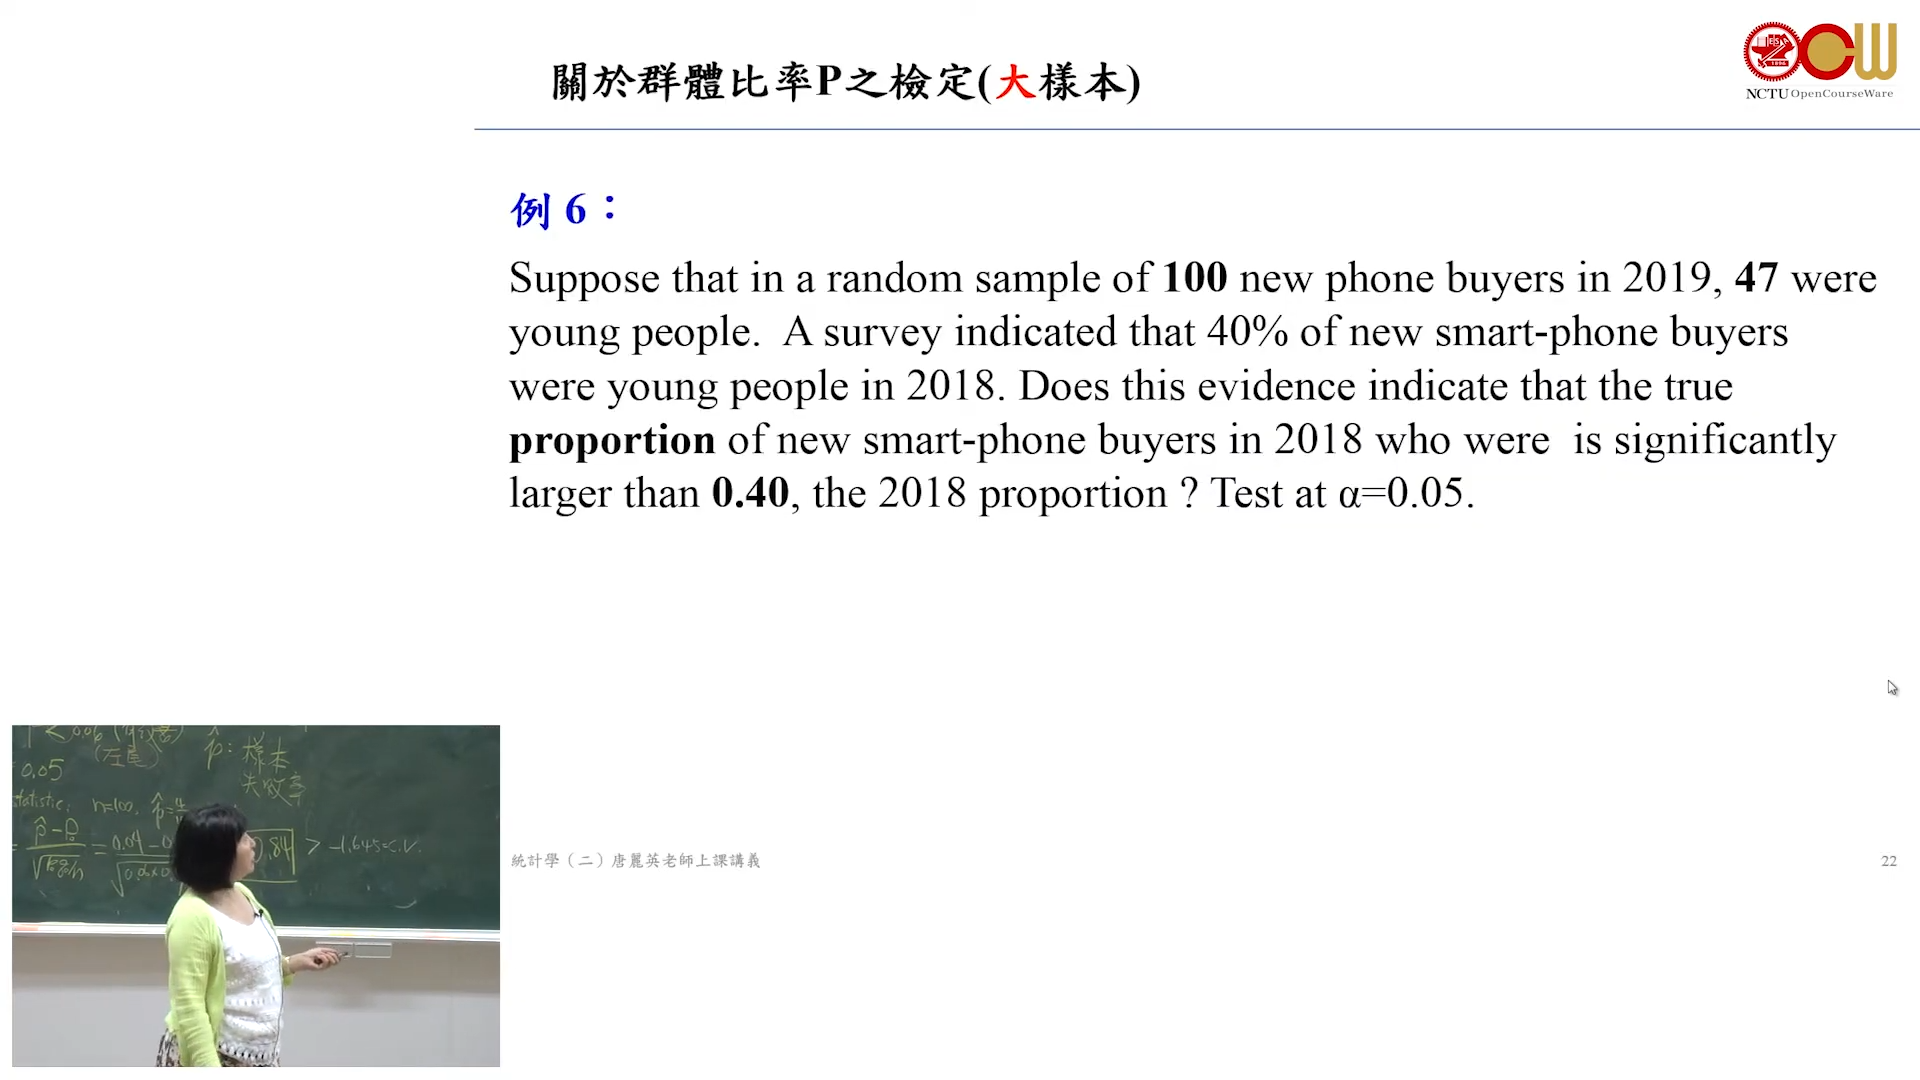 關於群體比率P之檢定(大樣本)
NCTU OpenCourseWare
例 6：
Suppose that in a random sample of 100 new phone buyers in 2019, 47 were
young people. A survey indicated that 40% of new smart-phone buyers
were young people in 2018. Does this evidence indicate that the true
proportion of new smart-phone buyers in 2018 who were is significantly
larger than 0.40, the 2018 proportion ? Test at α=0.05.
(左尾)
p̂: 樣本
失敗率
0.05
n=100,
> -1.645=C.V.
統計學（二）唐麗英老師上課講義
22